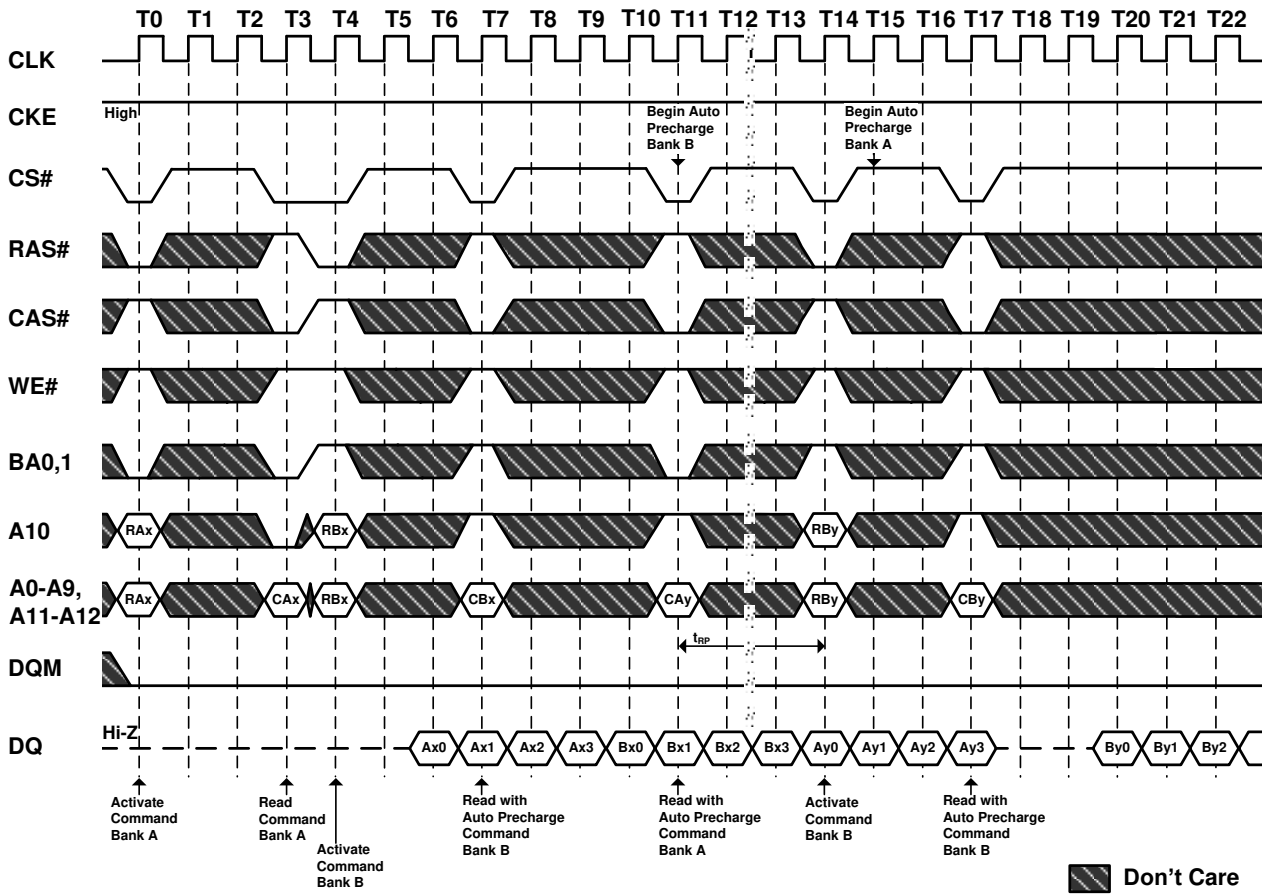 T0 T1 T2 T3 T4 T5 T6 T7 T8 T9 T10 T11 T12 T13 T14 T15 T16 T17 T18 T19 T20 T21 T22
CLK
CKE
High
Begin Auto
Precharge
Bank B
Begin Auto
Precharge
Bank A
CS#
RAS#
CAS#
WE#
BA0,1
A10
RAx RBx RBy
A0-A9,
A11-A12
RAx CAx RBx CBx CAy RBy CBy
tRP
DQM
DQ
Hi-Z
Ax0 Ax1 Ax2 Ax3 Bx0 Bx1 Bx2 Bx3 Ay0 Ay1 Ay2 Ay3 By0 By1 By2
Activate
Command
Bank A
Read
Command
Bank A
Activate
Command
Bank B
Read with
Auto Precharge
Command
Bank B
Read with
Auto Precharge
Command
Bank A
Activate
Command
Bank B
Read with
Auto Precharge
Command
Bank B
Don't Care